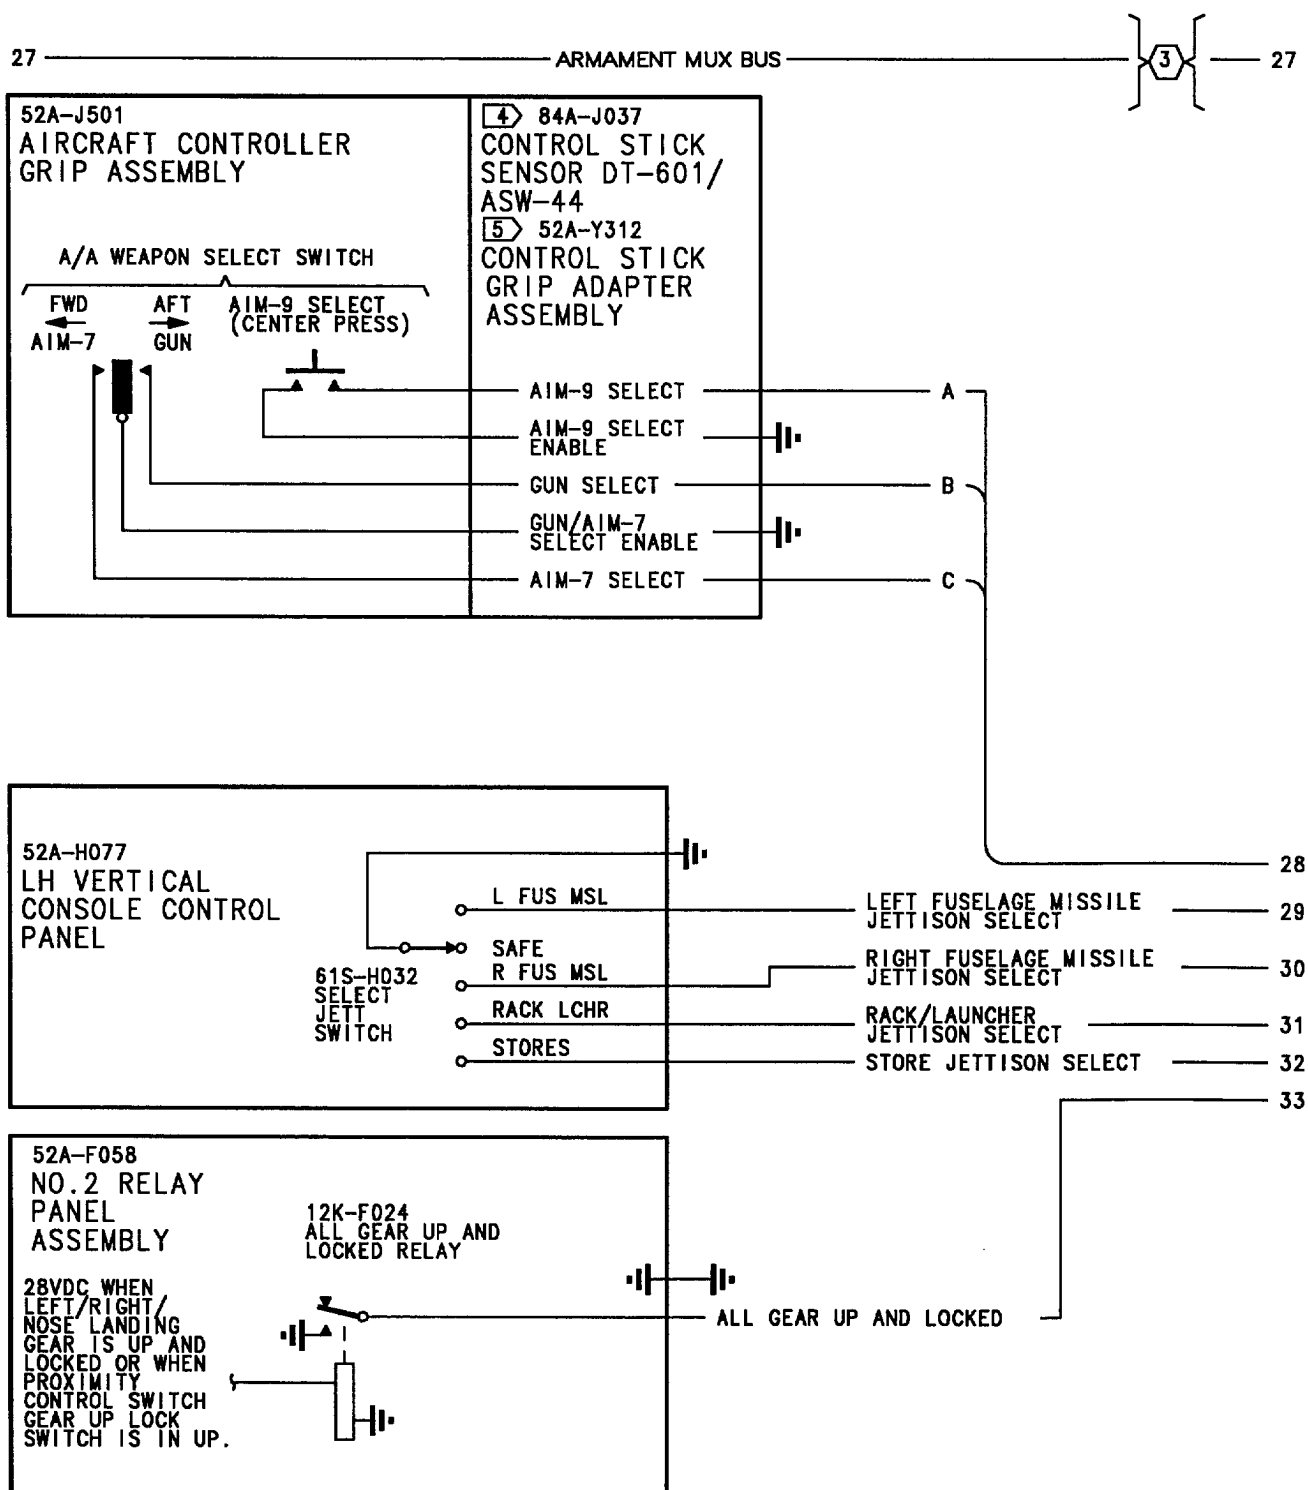 27 ARMAMENT MUX BUS 3 27
52A-J501
AIRCRAFT CONTROLLER
GRIP ASSEMBLY
A/A WEAPON SELECT SWITCH
FWD AFT AIM-9 SELECT
(CENTER PRESS)
AIM-7 GUN
4 84A-J037
CONTROL STICK
SENSOR DT-601/
ASW-44
5 52A-Y312
CONTROL STICK
GRIP ADAPTER
ASSEMBLY
AIM-9 SELECT A
AIM-9 SELECT
ENABLE
GUN SELECT B
GUN/AIM-7
SELECT ENABLE
AIM-7 SELECT C
28
52A-H077
LH VERTICAL
CONSOLE CONTROL
PANEL
61S-H032
SELECT
JETT
SWITCH
L FUS MSL
SAFE
R FUS MSL
RACK LCHR
STORES
LEFT FUSELAGE MISSILE
JETTISON SELECT
29
RIGHT FUSELAGE MISSILE
JETTISON SELECT
30
RACK/LAUNCHER
JETTISON SELECT
31
STORE JETTISON SELECT 32
33
52A-F058
NO.2 RELAY
PANEL
ASSEMBLY
12K-F024
ALL GEAR UP AND
LOCKED RELAY
28VDC WHEN
LEFT/RIGHT/
NOSE LANDING
GEAR IS UP AND
LOCKED OR WHEN
PROXIMITY
CONTROL SWITCH
GEAR UP LOCK
SWITCH IS IN UP.
ALL GEAR UP AND LOCKED